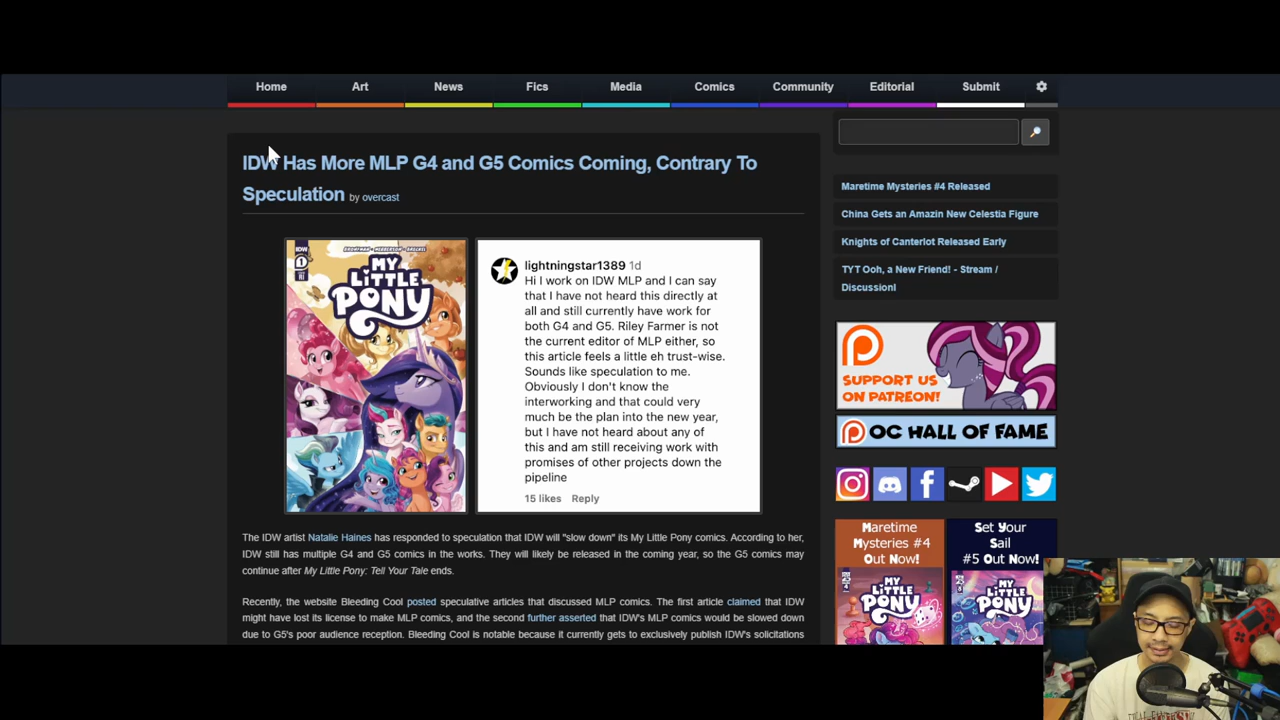 Home
Art
News
Fics
Media
Comics
Community
Editorial
Submit
IDW Has More MLP G4 and G5 Comics Coming, Contrary To
Speculation by overcast
IDW
1
MY
LITTLE
PONY
lightningstar1389 1d
Hi I work on IDW MLP and I can say
that I have not heard this directly at
all and still currently have work for
both G4 and G5. Riley Farmer is not
the current editor of MLP either, so
this article feels a little eh trust-wise.
Sounds like speculation to me.
Obviously I don't know the
interworking and that could very
much be the plan into the new year,
but I have not heard about any of
this and am still receiving work with
promises of other projects down the
pipeline
15 likes Reply
The IDW artist Natalie Haines has responded to speculation that IDW will "slow down" its My Little Pony comics. According to her,
IDW still has multiple G4 and G5 comics in the works. They will likely be released in the coming year, so the G5 comics may
continue after My Little Pony: Tell Your Tale ends.
Recently, the website Bleeding Cool posted speculative articles that discussed MLP comics. The first article claimed that IDW
might have lost its license to make MLP comics, and the second further asserted that IDW's MLP comics would be slowed down
due to G5's poor audience reception. Bleeding Cool is notable because it currently gets to exclusively publish IDW's solicitations
Maretime Mysteries #4 Released
China Gets an Amazin New Celestia Figure
Knights of Canterlot Released Early
TYT Ooh, a New Friend! - Stream /
Discussionl
SUPPORT US
ON PATREON!
OC HALL OF FAME
Maretime
Mysteries #4
Out Now!
MY
LITTLE
PONY
Set Your
Sail
#5 Out Now!
MY
LITTLE
PONY